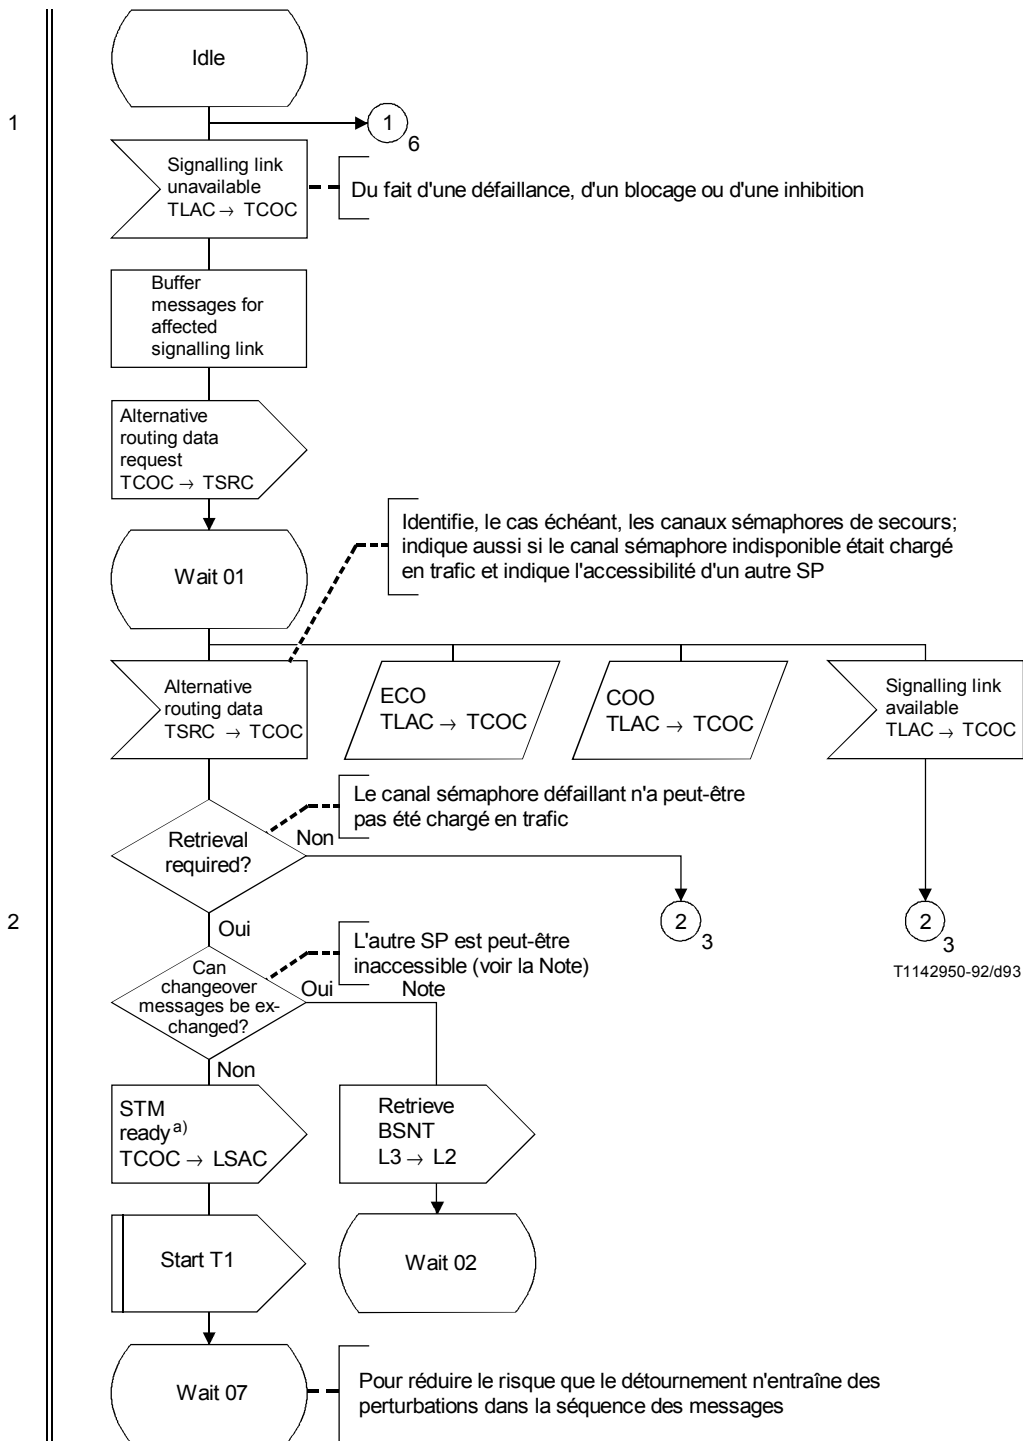 Idle
1
1
6
Signalling link
unavailable
TLAC → TCOC
Du fait d'une défaillance, d'un blocage ou d'une inhibition
Buffer
messages for
affected
signalling link
Alternative
routing data
request
TCOC → TSRC
Identifie, le cas échéant, les canaux sémaphores de secours;
indique aussi si le canal sémaphore indisponible était chargé
en trafic et indique l'accessibilité d'un autre SP
Wait 01
Alternative
routing data
TSRC → TCOC
ECO
TLAC → TCOC
COO
TLAC → TCOC
Signalling link
available
TLAC → TCOC
Le canal sémaphore défaillant n'a peut-être
pas été chargé en trafic
Retrieval
required?
Non
2
Oui
2
3
2
3
T1142950-92/d93
L'autre SP est peut-être
inaccessible (voir la Note)
Can
changeover
messages be ex-
changed?
Oui
Note
Non
STM
ready a)
TCOC → LSAC
Retrieve
BSNT
L3 → L2
Start T1
Wait 02
Wait 07
Pour réduire le risque que le détournement n'entraîne des
perturbations dans la séquence des messages